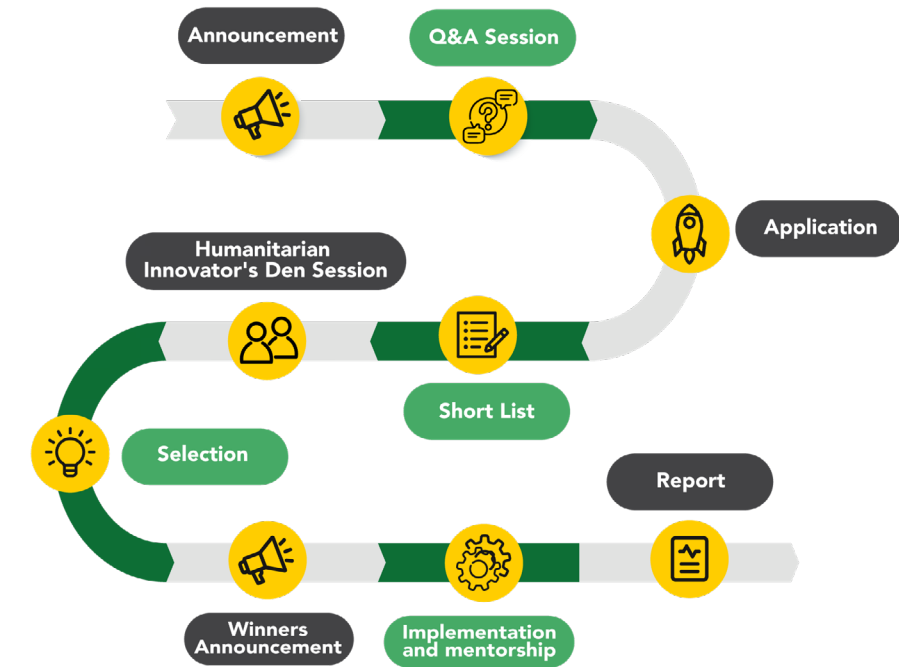 Announcement
Q&A Session
Application
Short List
Humanitarian
Innovator's Den Session
Selection
Winners
Announcement
Implementation
and mentorship
Report